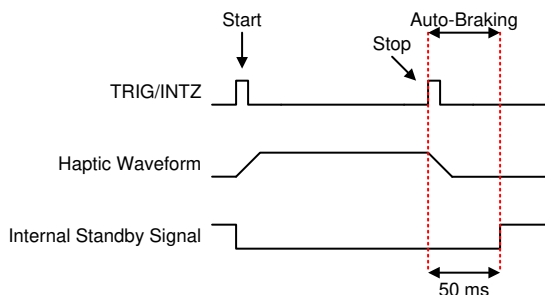 Start
Auto-Braking
Stop
TRIG/INTZ
Haptic Waveform
Internal Standby Signal
50 ms